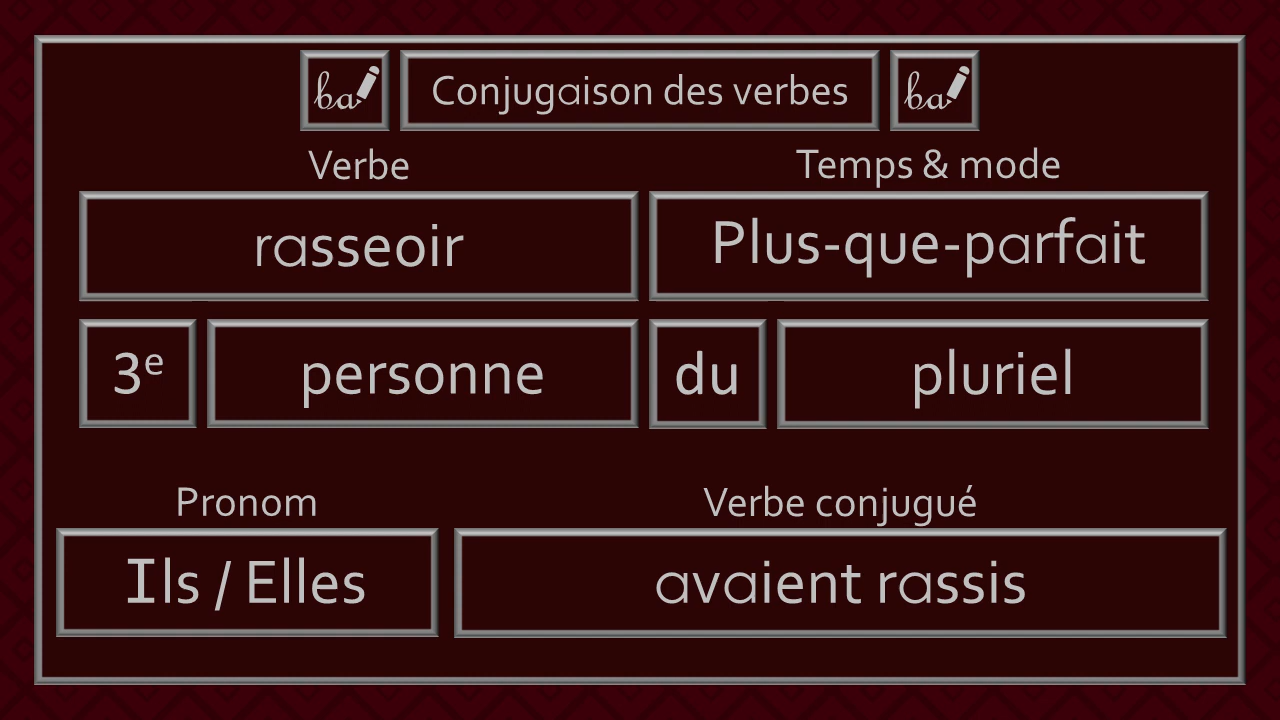 ba Conjugaison des verbes ba
Verbe
Temps & mode
rasseoir
Plus-que-parfait
3e personne du pluriel
Pronom
Verbe conjugué
Ils / Elles
avaient rassis